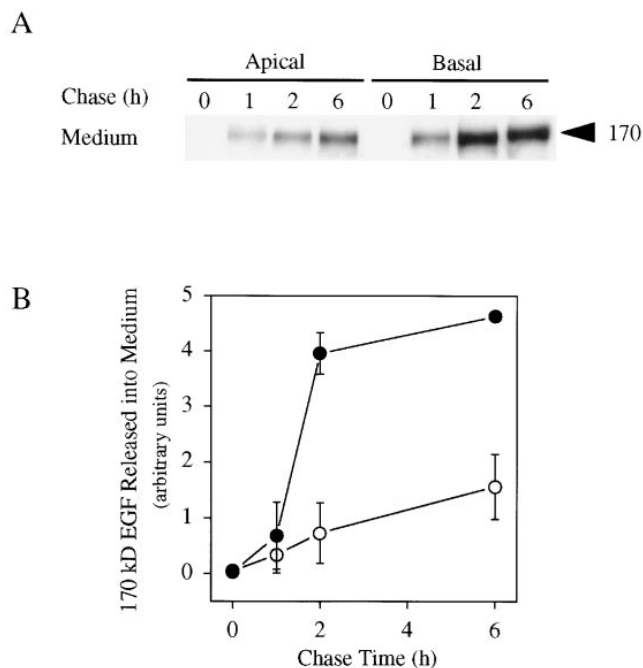 A
Apical Basal
Chase (h) 0 1 2 6 0 1 2 6
Medium 170
B
170 kD EGF Released into Medium
(arbitrary units)
5
4
3
2
1
0
0 2 4 6
Chase Time (h)